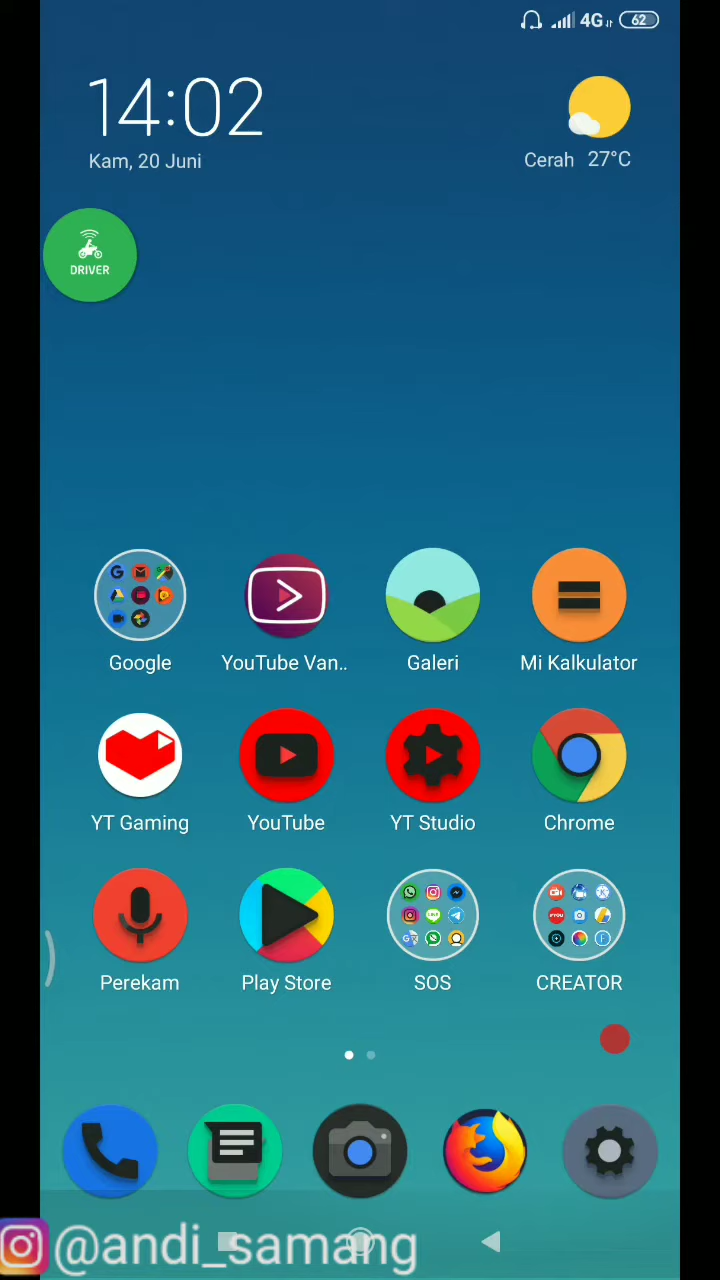 4G 62
14:02
Kam, 20 Juni
Cerah 27°C
DRIVER
Google YouTube Van.. Galeri Mi Kalkulator
YT Gaming YouTube YT Studio Chrome
Perekam Play Store SOS CREATOR
@andi_samang